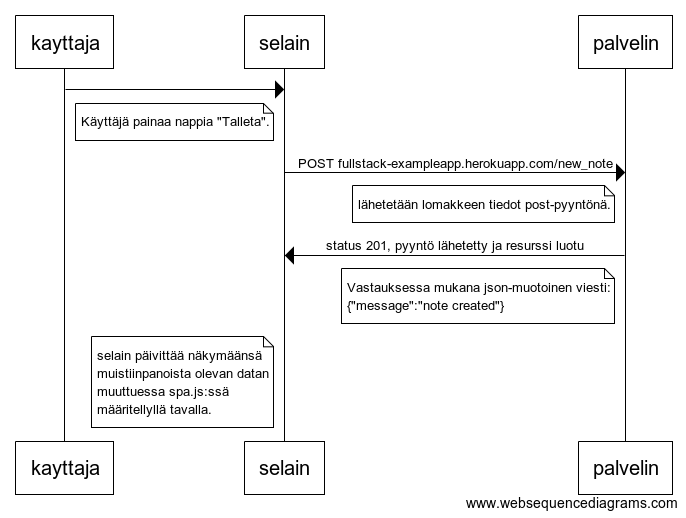 kayttaja
selain
palvelin
Käyttäjä painaa nappia "Talleta".
POST fullstack-exampleapp.herokuapp.com/new_note
lähetetään lomakkeen tiedot post-pyyntönä.
status 201, pyyntö lähetetty ja resurssi luotu
Vastauksessa mukana json-muotoinen viesti:
{"message":"note created"}
selain päivittää näkymäänsä
muistiinpanoista olevan datan
muuttuessa spa.js:ssä
määritellyllä tavalla.
kayttaja
selain
palvelin
www.websequencediagrams.com